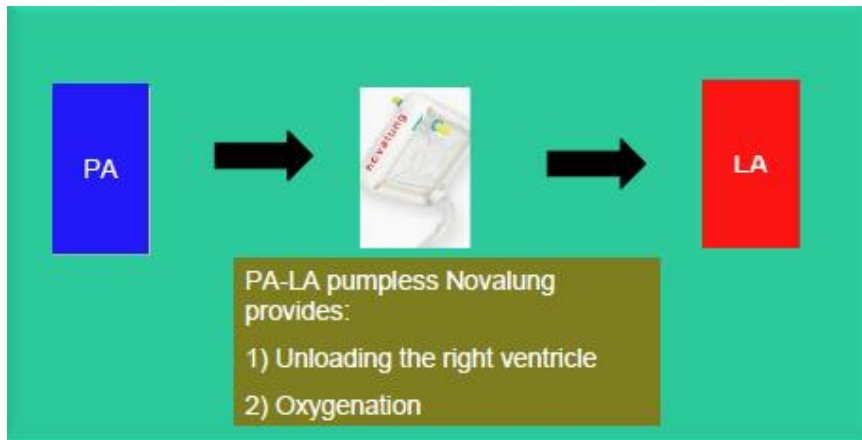 PA
novalung
LA
PA-LA pumpless Novalung
provides:
1) Unloading the right ventricle
2) Oxygenation